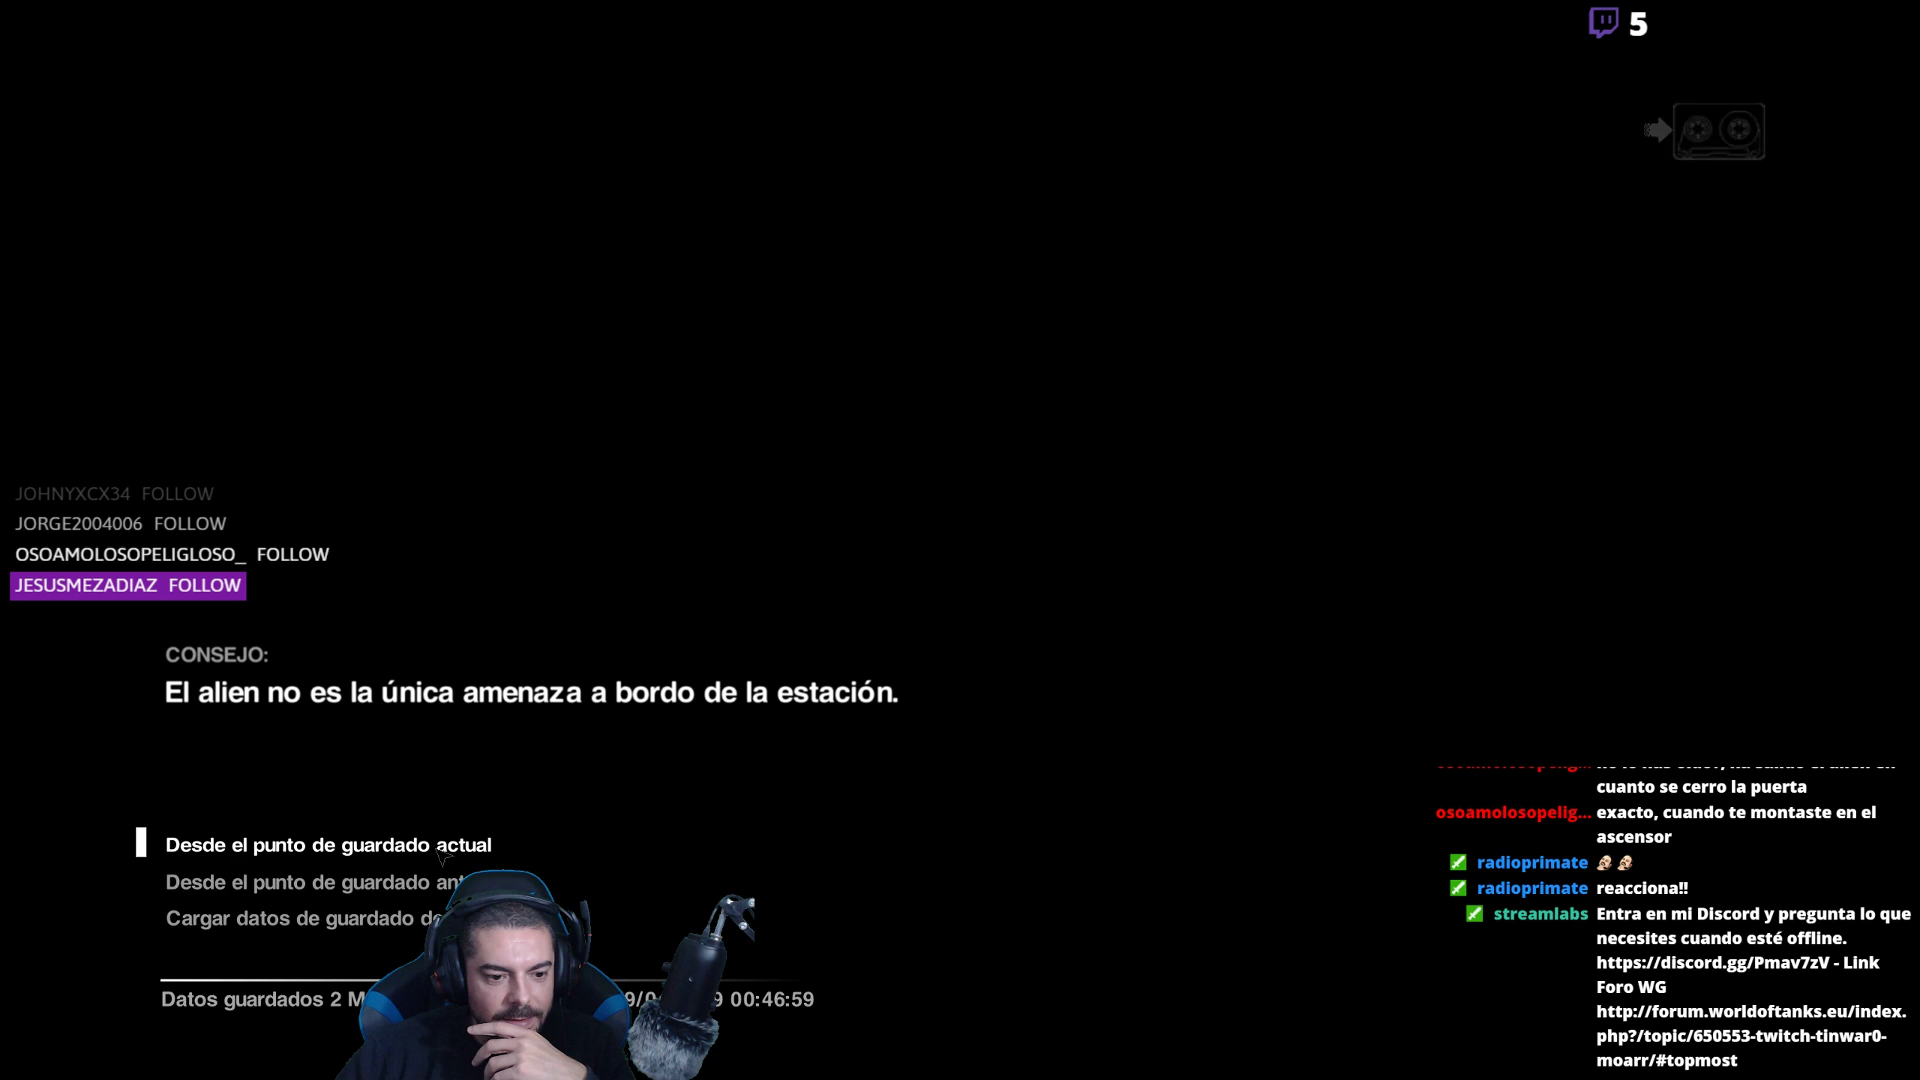 5
JOHNYXCX34 FOLLOW
JORGE2004006 FOLLOW
OSOAMOLOSOPELIGLOSO_ FOLLOW
JESUSMEZADIAZ FOLLOW
CONSEJO:
El alien no es la única amenaza a bordo de la estación.
Desde el punto de guardado actual
Desde el punto de guardado
Cargar datos de guardado
Datos guardados 2
00:46:59
cuanto se cerro la puerta
osoamolosopelig... exacto, cuando te montaste en el
ascensor
radioprimate
radioprimate reacciona!!
streamlabs Entra en mi Discord y pregunta lo que
necesites cuando esté offline.
https://discord.gg/Pmav7zV - Link
Foro WG
http://forum.worldoftanks.eu/index.
php?/topic/650553-twitch-tinwar0-
moarr/#topmost